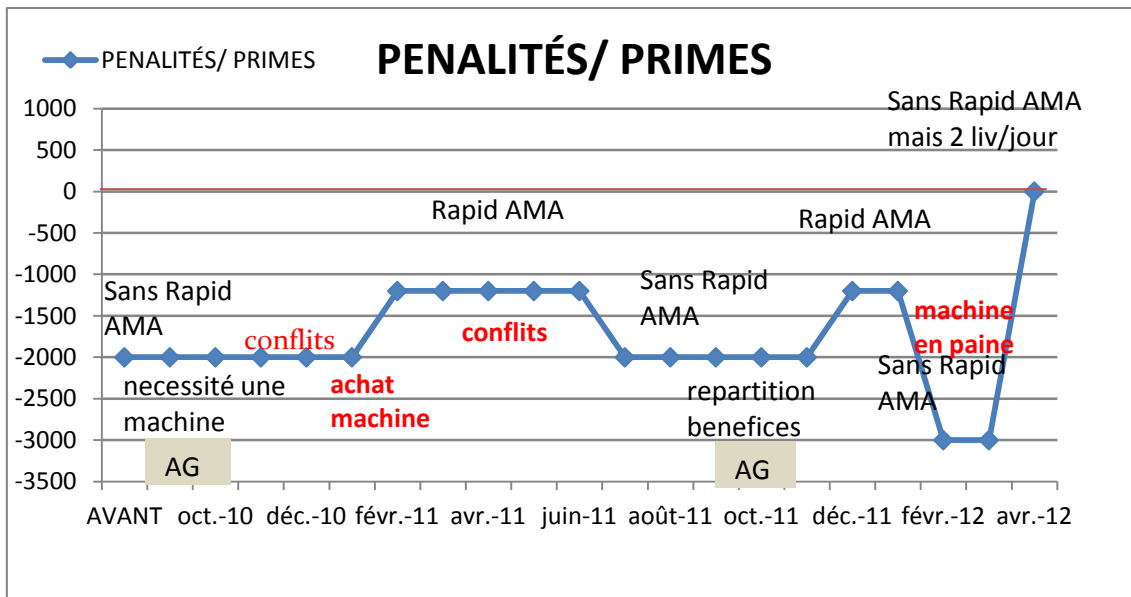 PENALITÉS/ PRIMES
PENALITÉS/ PRIMES
Sans Rapid AMA
mais 2 liv/jour
1000
500
0
-500
-1000
-1500
-2000
-2500
-3000
-3500
Rapid AMA
Rapid AMA
Sans Rapid
AMA
Sans Rapid
AMA
conflits
conflits
machine
en paine
Sans Rapid
AMA
necessité une
machine
achat
machine
repartition
benefices
AG
AG
AVANT oct.-10 déc.-10 févr.-11 avr.-11 juin-11 août-11 oct.-11 déc.-11 févr.-12 avr.-12